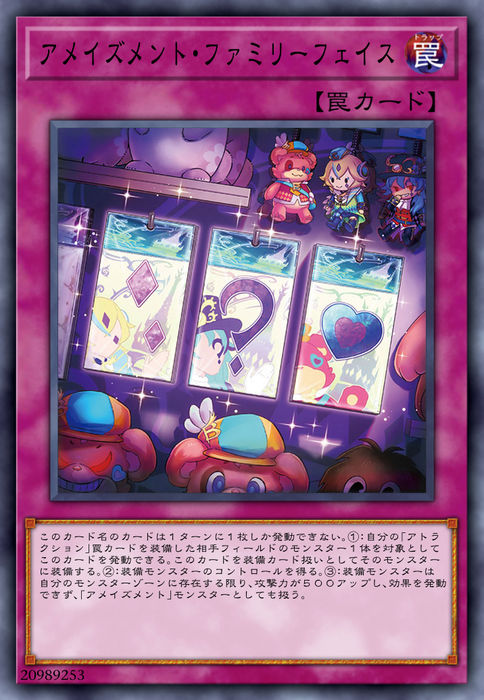 アメイズメント・ファミリーフェイス
トラップ
罠
【罠カード】
このカード名のカードは1ターンに1枚しか発動できない。①：自分の「アトラ
クション」罠カードを装備した相手フィールドのモンスター1体を対象として
このカードを発動できる。このカードを装備カード扱いとしてそのモンスター
に装備する。②：装備モンスターのコントロールを得る。③：装備モンスターは
自分のモンスターゾーンに存在する限り、攻撃力が500アップし、効果を発動
できず、「アメイズメント」モンスターとしても扱う。
20989253